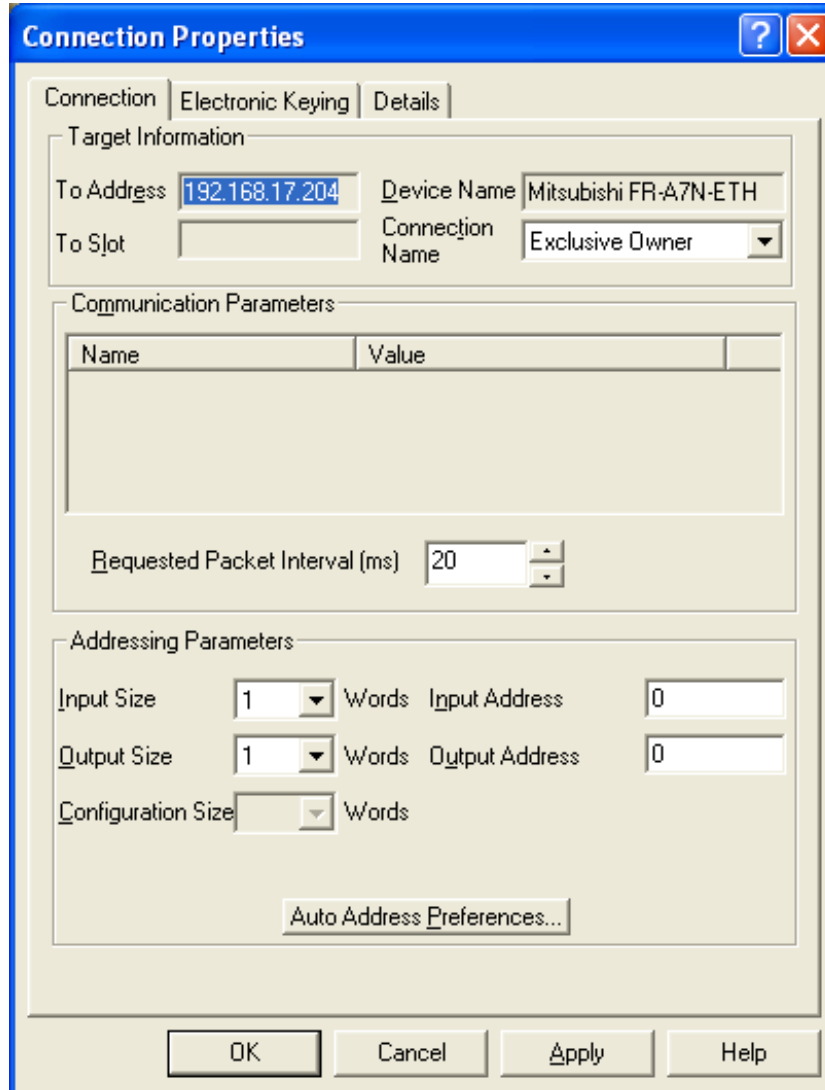 Connection Properties
Connection Electronic Keying Details
Target Information
To Address 192.168.17.204 Device Name Mitsubishi FR-A7N-ETH
To Slot Connection Name Exclusive Owner
Communication Parameters
Name Value
Requested Packet Interval (ms) 20
Addressing Parameters
Input Size 1 Words Input Address 0
Output Size 1 Words Output Address 0
Configuration Size Words
Auto Address Preferences...
OK Cancel Apply Help